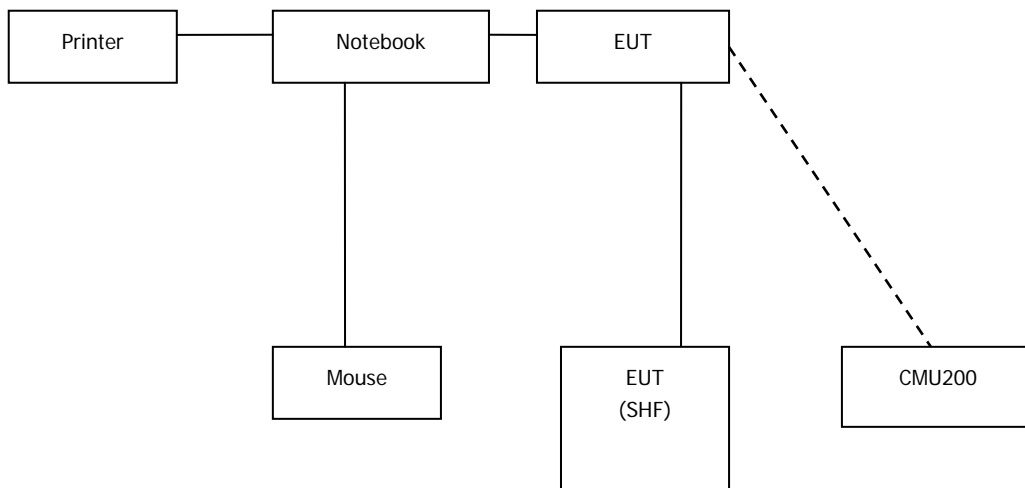 Printer
Notebook
EUT
Mouse
EUT
(SHF)
CMU200